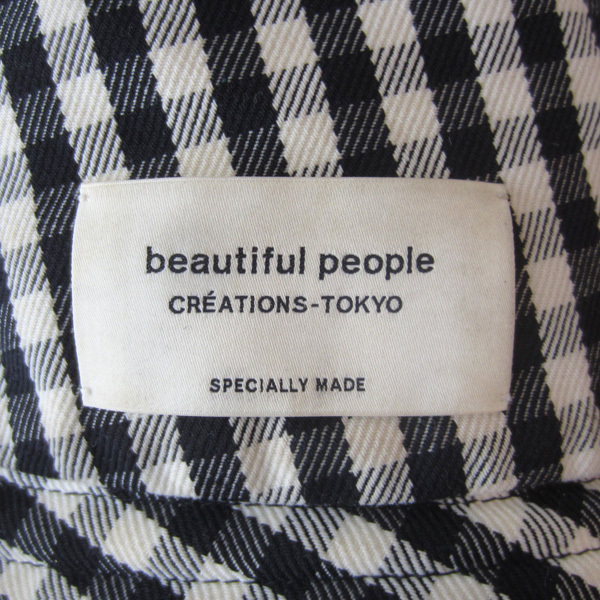 beautiful people
CRÉATIONS-TOKYO
SPECIALLY MADE